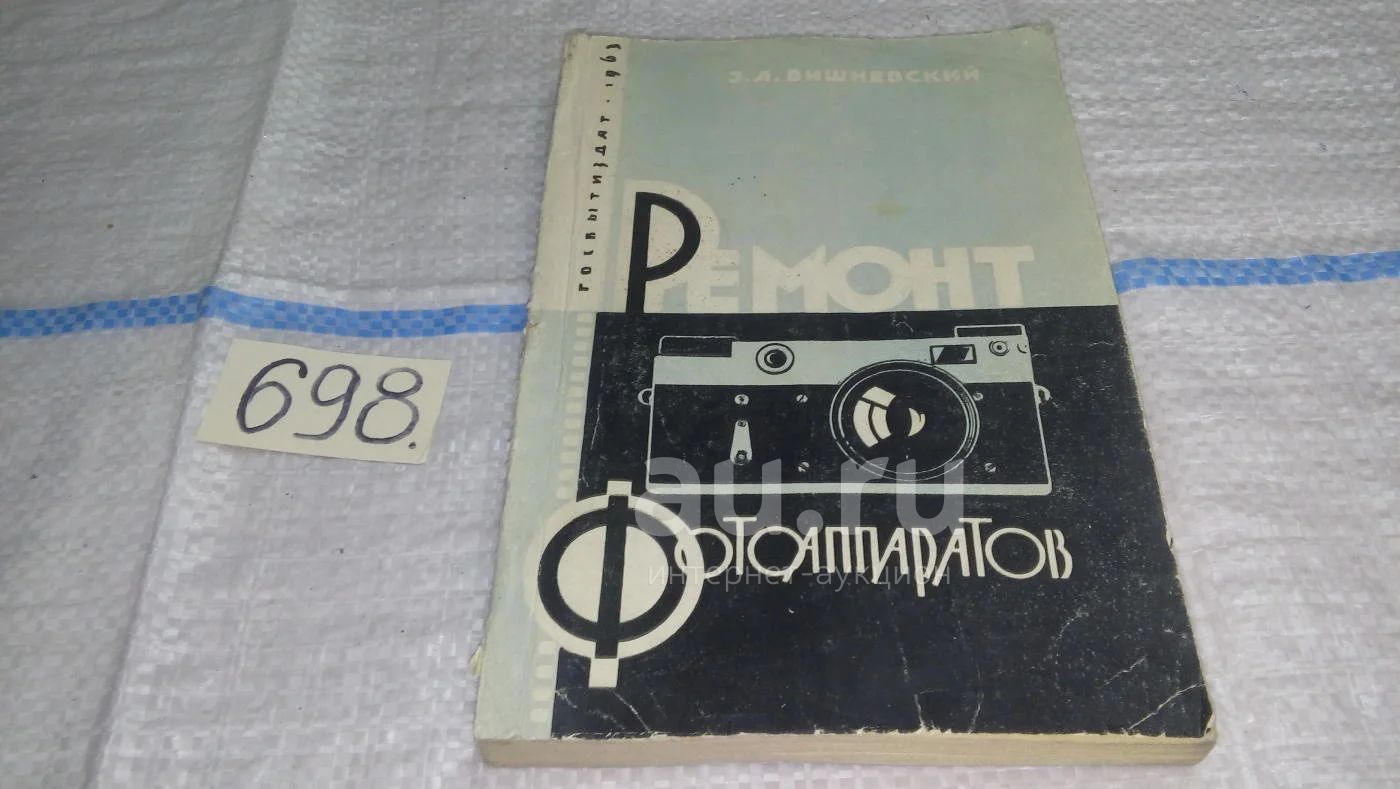 З.А. ВИШНЕВСКИЙ
ГОСБЫТИЗДАТ · 1963
РЕМОНТ
ФОТОАППАРАТОВ
698.
au.ru
интернет-аукцион